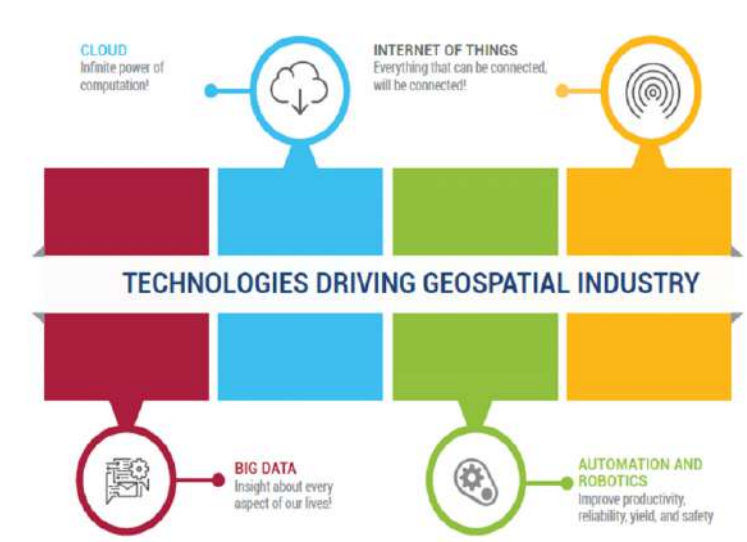 CLOUD
Infinite power of
computation!
INTERNET OF THINGS
Everything that can be connected,
will be connected!
TECHNOLOGIES DRIVING GEOSPATIAL INDUSTRY
BIG DATA
Insight about every
aspect of our lives!
AUTOMATION AND
ROBOTICS
Improve productivity,
reliability, yield, and safety